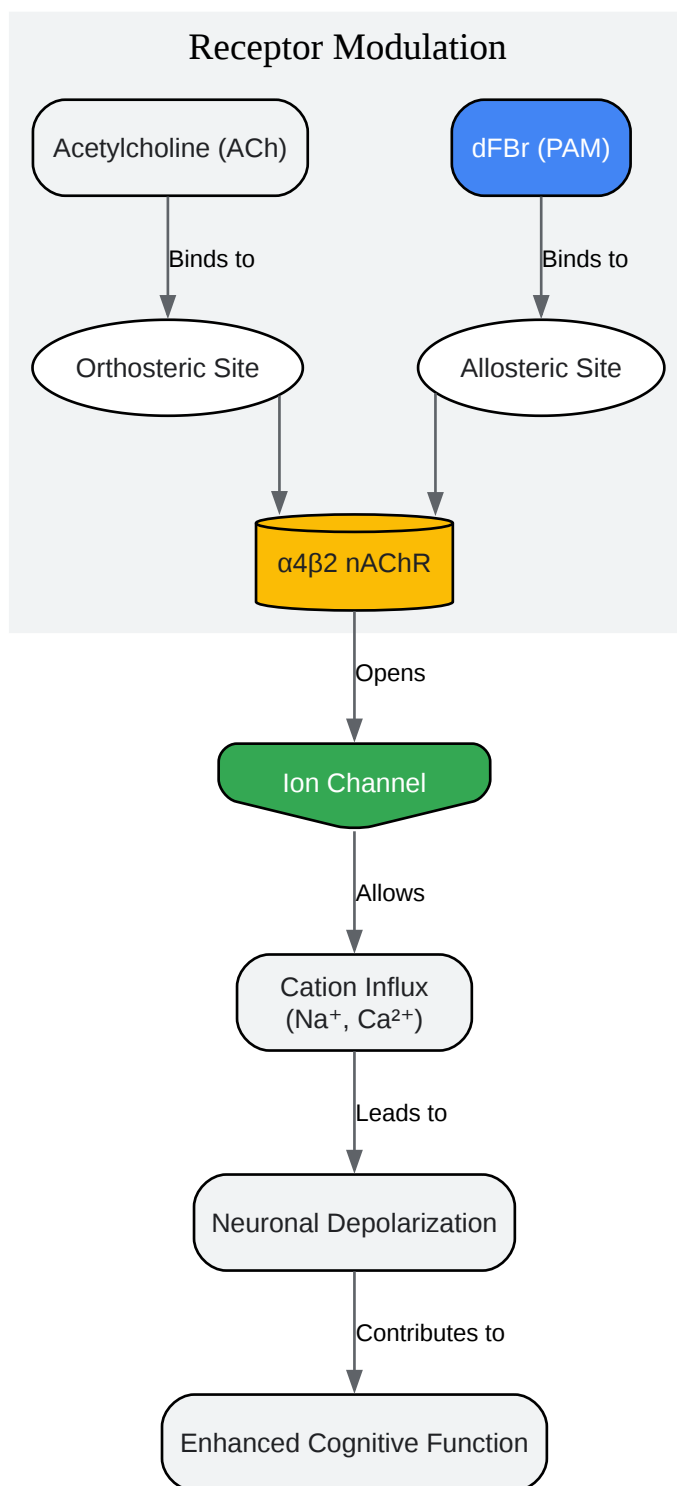 Receptor Modulation
Acetylcholine (ACh)
dFBr (PAM)
Binds to
Binds to
Orthosteric Site
Allosteric Site
α4β2 nAChR
Opens
Ion Channel
Allows
Cation Influx
(Na⁺, Ca²⁺)
Leads to
Neuronal Depolarization
Contributes to
Enhanced Cognitive Function